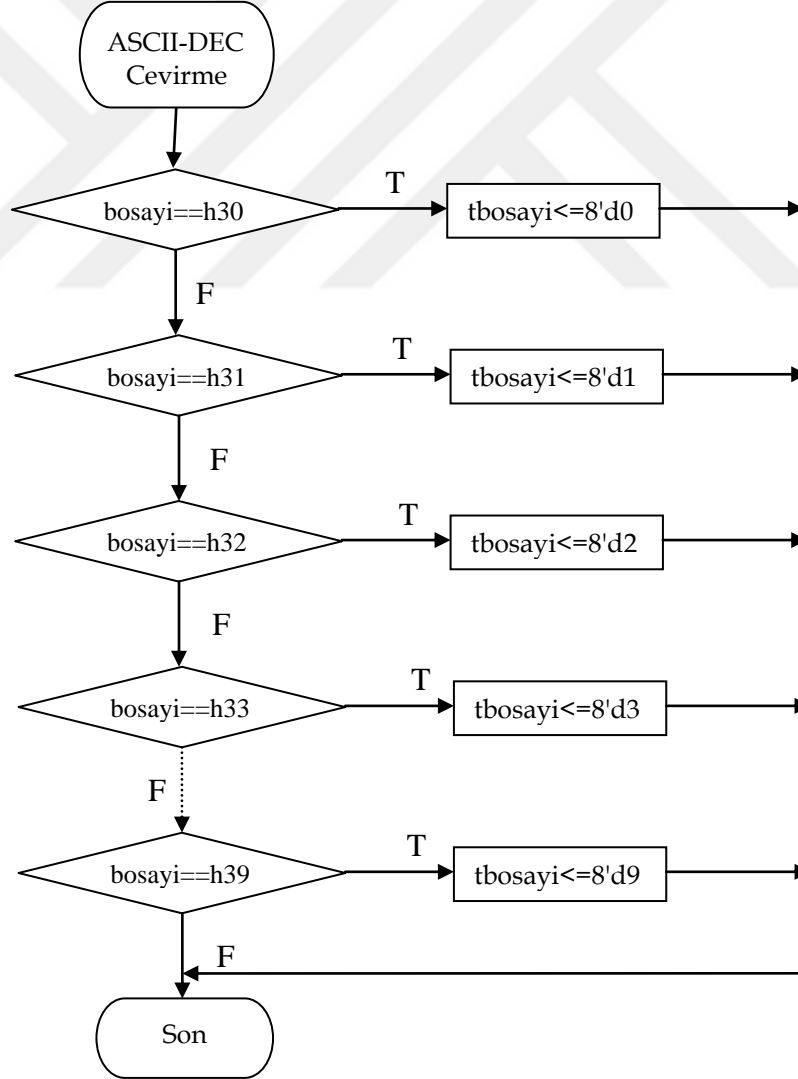 ASCII-DEC
Cevirme
bosayi==h30
T
tbosayi<=8'd0
F
bosayi==h31
T
tbosayi<=8'd1
F
bosayi==h32
T
tbosayi<=8'd2
F
bosayi==h33
T
tbosayi<=8'd3
F
bosayi==h39
T
tbosayi<=8'd9
F
Son